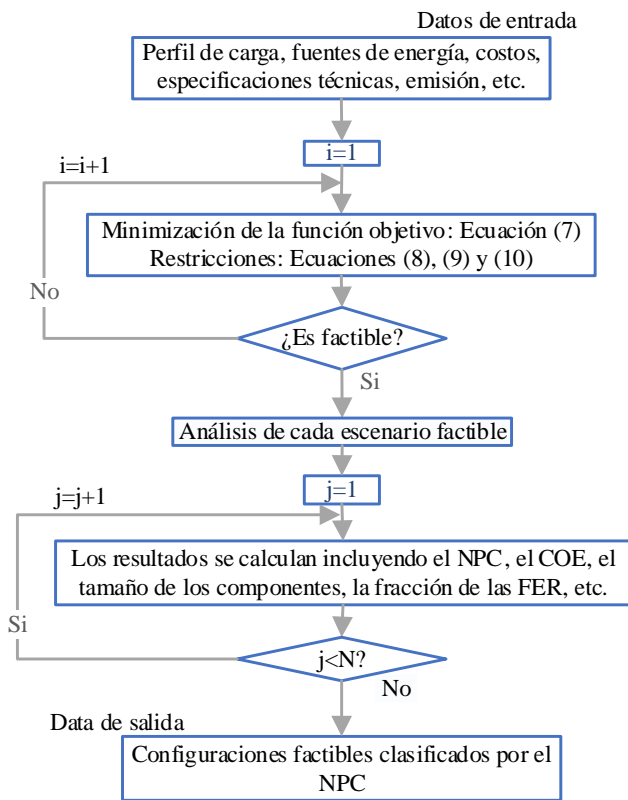 Datos de entrada
Perfil de carga, fuentes de energía, costos,
especificaciones técnicas, emisión, etc.
i=1
i=i+1
Minimización de la función objetivo: Ecuación (7)
Restricciones: Ecuaciones (8), (9) y (10)
No
¿Es factible?
Si
Análisis de cada escenario factible
j=1
j=j+1
Los resultados se calculan incluyendo el NPC, el COE, el
tamaño de los componentes, la fracción de las FER, etc.
Si
j<N?
No
Data de salida
Configuraciones factibles clasificados por el
NPC